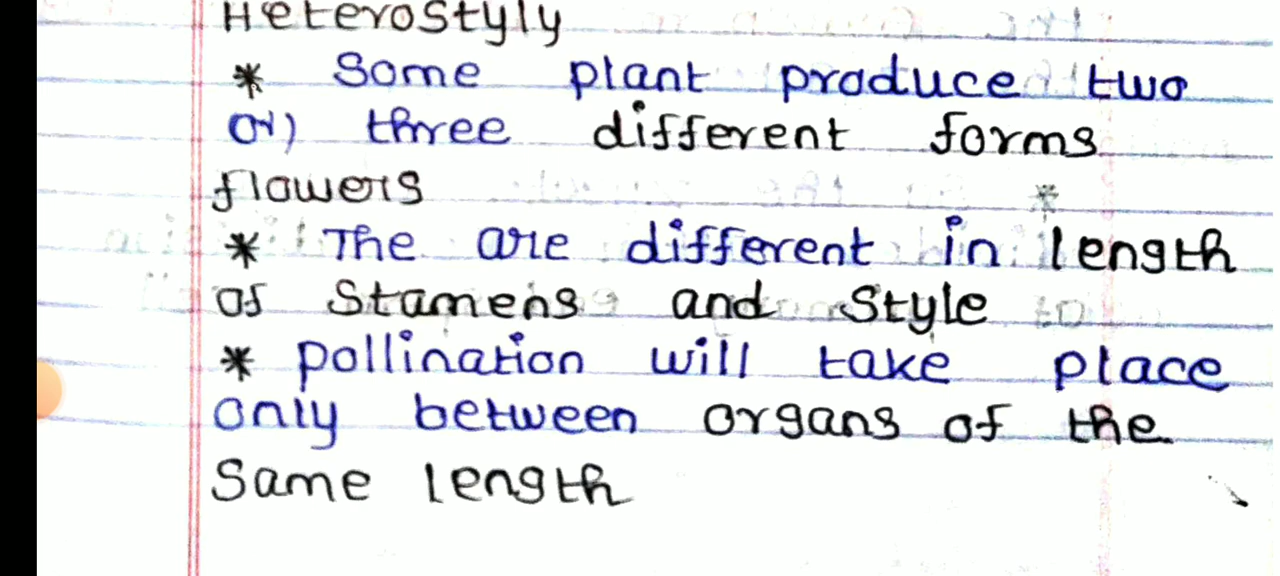 Heterostyly
* Some plant produce two
or) three different forms
flowers
* The are different in length
of Stamens and Style
* pollination will take place
only between organs of the
Same length